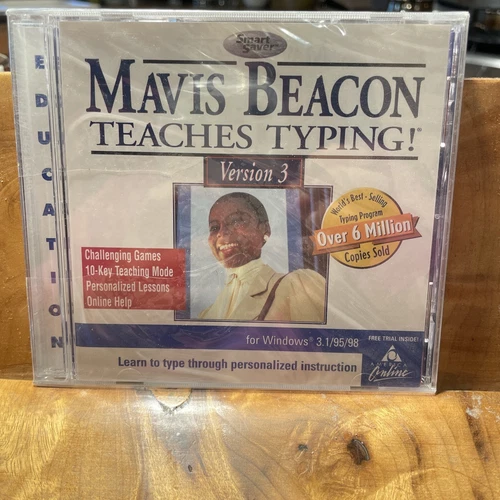 EDUCATION
Smart
Saver
MAVIS BEACON
TEACHES TYPING!®
Version 3
World's Best-Selling
Typing Program
Over 6 Million
Copies Sold
Challenging Games
10-Key Teaching Mode
Personalized Lessons
Online Help
for Windows® 3.1/95/98
FREE TRIAL INSIDE!
AMERICA
Online
Learn to type through personalized instruction